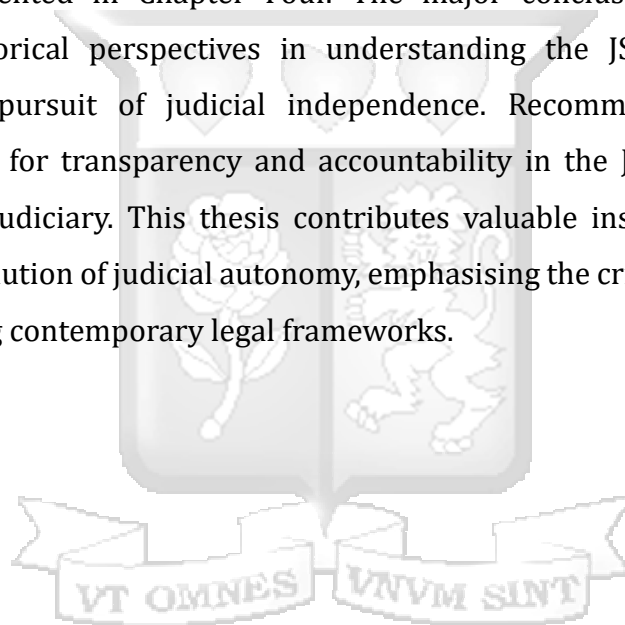 ented in Chapter Four. The major conclus
orical perspectives in understanding the JS
pursuit of judicial independence. Recomm
for transparency and accountability in the J
udiciary. This thesis contributes valuable ins
ution of judicial autonomy, emphasising the cr
g contemporary legal frameworks.
VT OMNES VNVM SINT